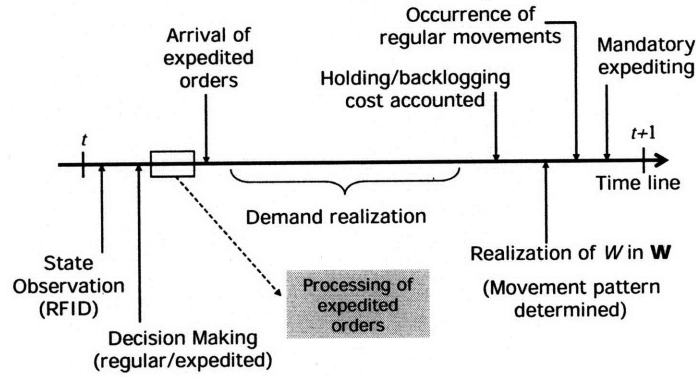 Occurrence of
regular movements
Arrival of
expedited
orders
Mandatory
expediting
Holding/backlogging
cost accounted
t
t+1
Time line
Demand realization
State
Observation
(RFID)
Realization of W in W
(Movement pattern
determined)
Processing of
expedited
orders
Decision Making
(regular/expedited)